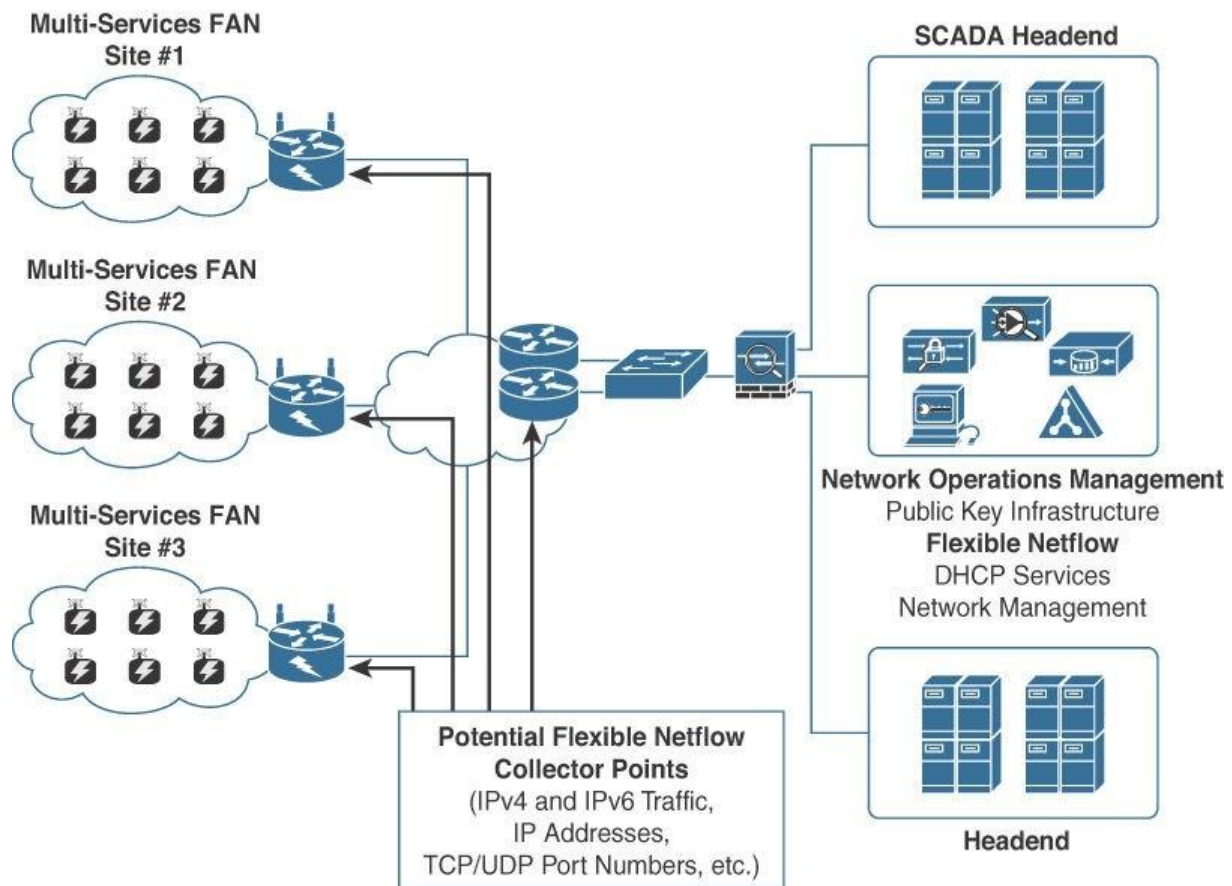 Multi-Services FAN
Site #1
SCADA Headend
Multi-Services FAN
Site #2
Network Operations Management
Public Key Infrastructure
Flexible Netflow
DHCP Services
Network Management
Multi-Services FAN
Site #3
Potential Flexible Netflow
Collector Points
(IPv4 and IPv6 Traffic,
IP Addresses,
TCP/UDP Port Numbers, etc.)
Headend